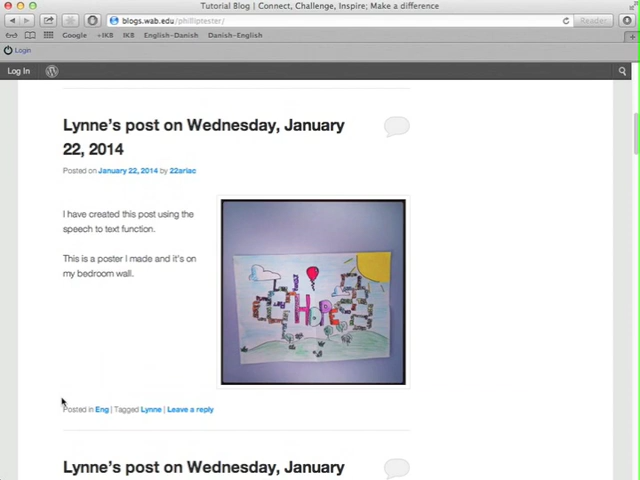 Tutorial Blog | Connect, Challenge, Inspire; Make a difference
blogs.wab.edu/philliptester/
Reader
Google +IKB IKB English–Danish Danish–English
Login
Log In
Lynne's post on Wednesday, January
22, 2014
Posted on January 22, 2014 by 22ariac
I have created this post using the
speech to text function.
This is a poster I made and it's on
my bedroom wall.
HOPE
Posted in Eng | Tagged Lynne | Leave a reply
Lynne's post on Wednesday, January